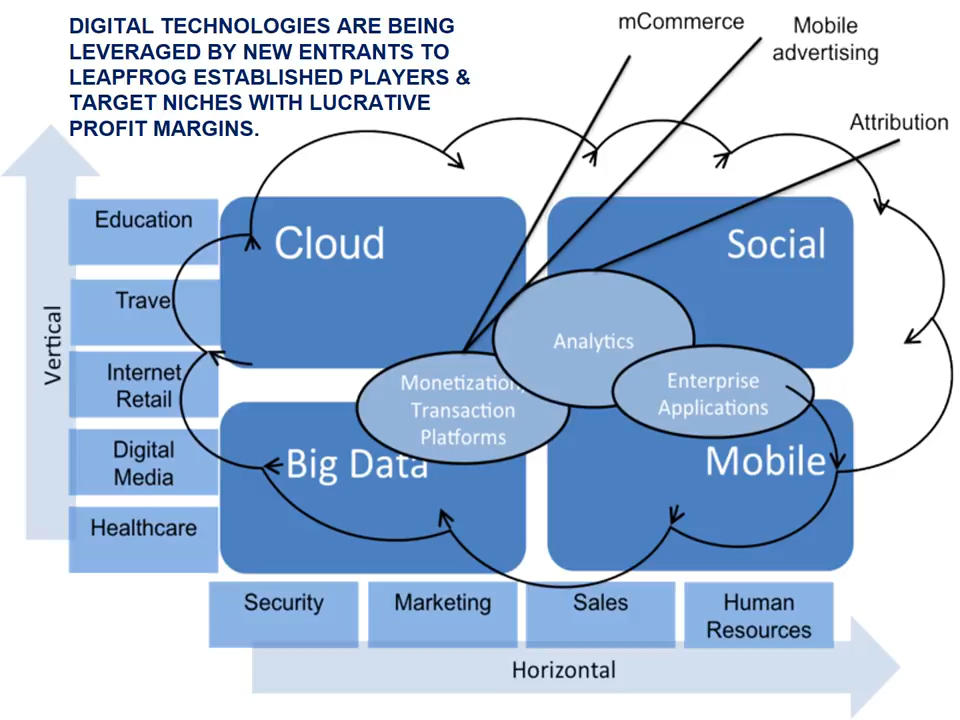 DIGITAL TECHNOLOGIES ARE BEING
LEVERAGED BY NEW ENTRANTS TO
LEAPFROG ESTABLISHED PLAYERS &
TARGET NICHES WITH LUCRATIVE
PROFIT MARGINS.
mCommerce
Mobile
advertising
Attribution
Vertical
Education
Travel
Internet
Retail
Digital
Media
Healthcare
Cloud
Social
Analytics
Monetization,
Transaction
Platforms
Enterprise
Applications
Big Data
Mobile
Security
Marketing
Sales
Human
Resources
Horizontal